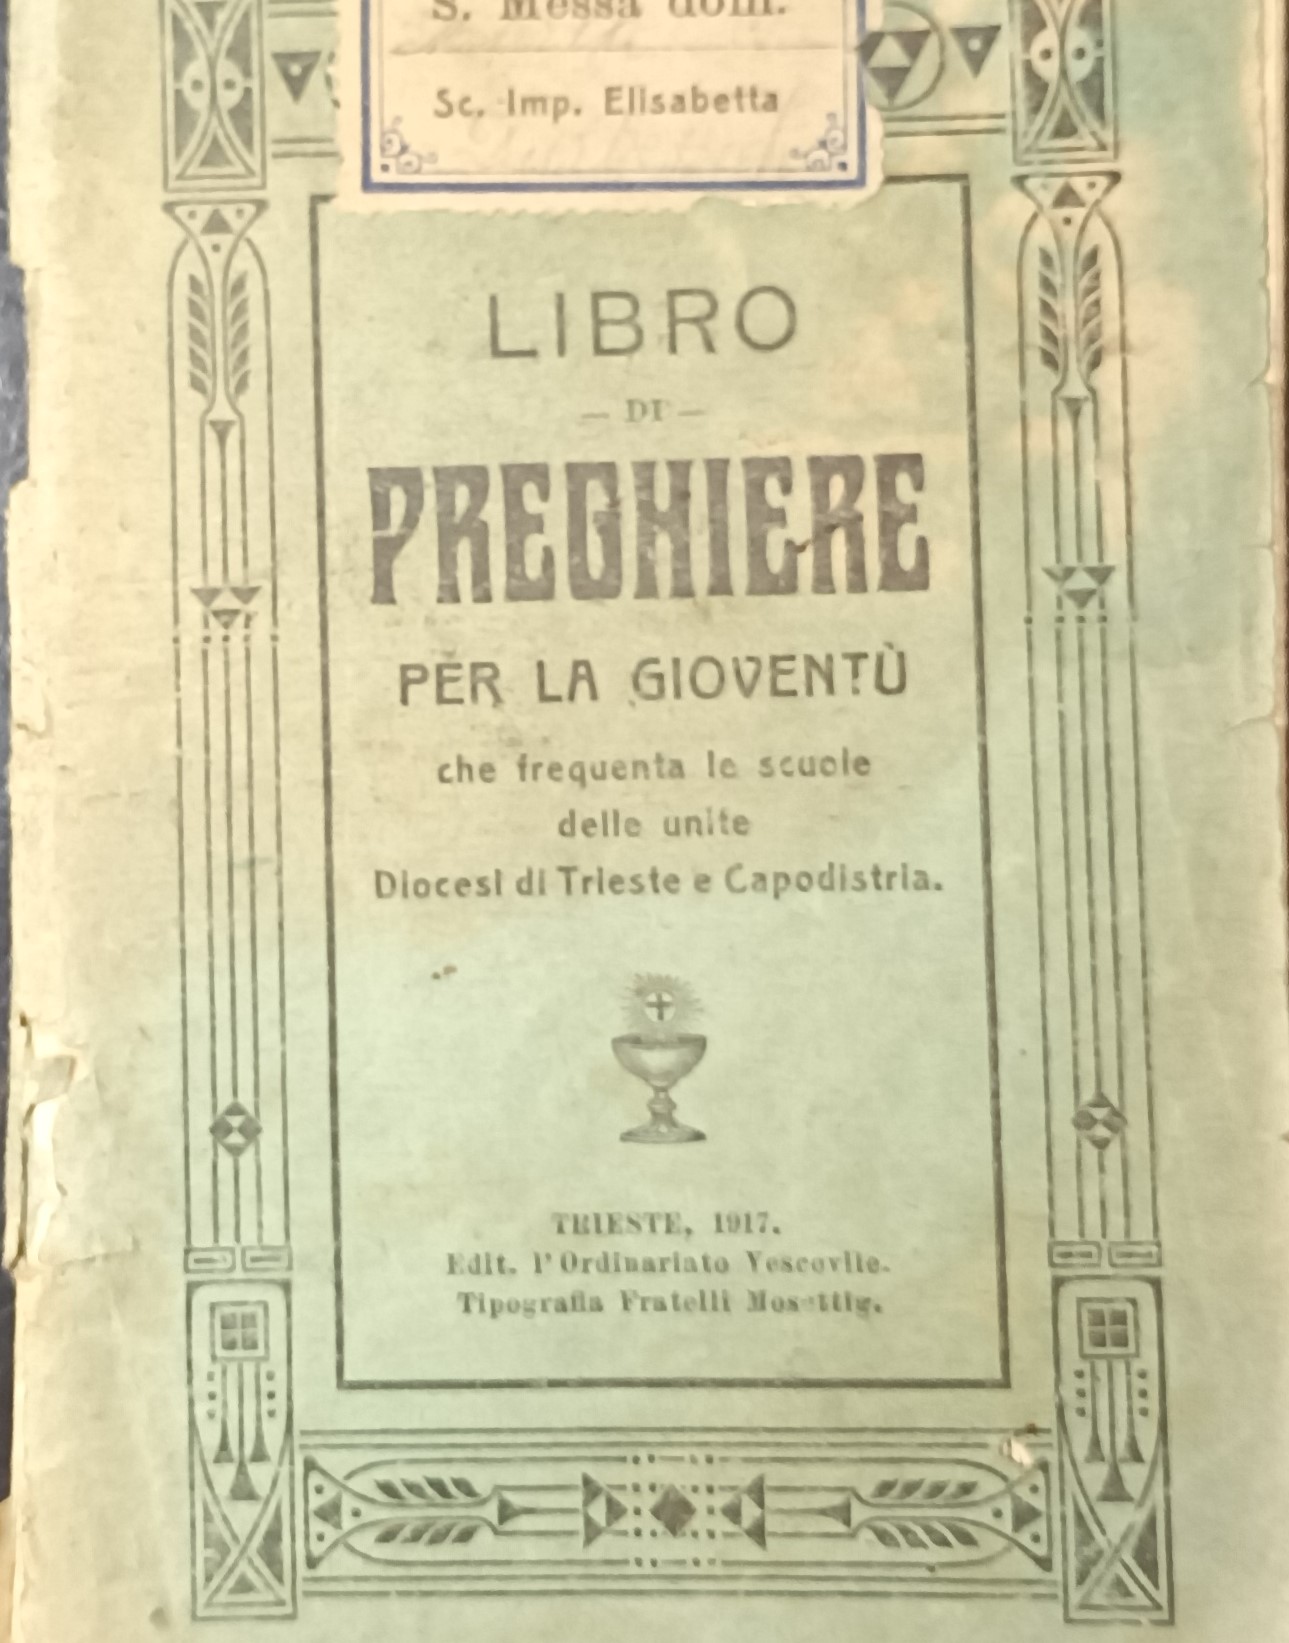 S. Messa dom.
Sc. Imp. Elisabetta
LIBRO
— DI —
PREGHIERE
PER LA GIOVENTÙ
che frequenta le scuole
delle unite
Diocesi di Trieste e Capodistria.
TRIESTE, 1917.
Edit. l'Ordinariato Vescovile.
Tipografia Fratelli Mosettig.